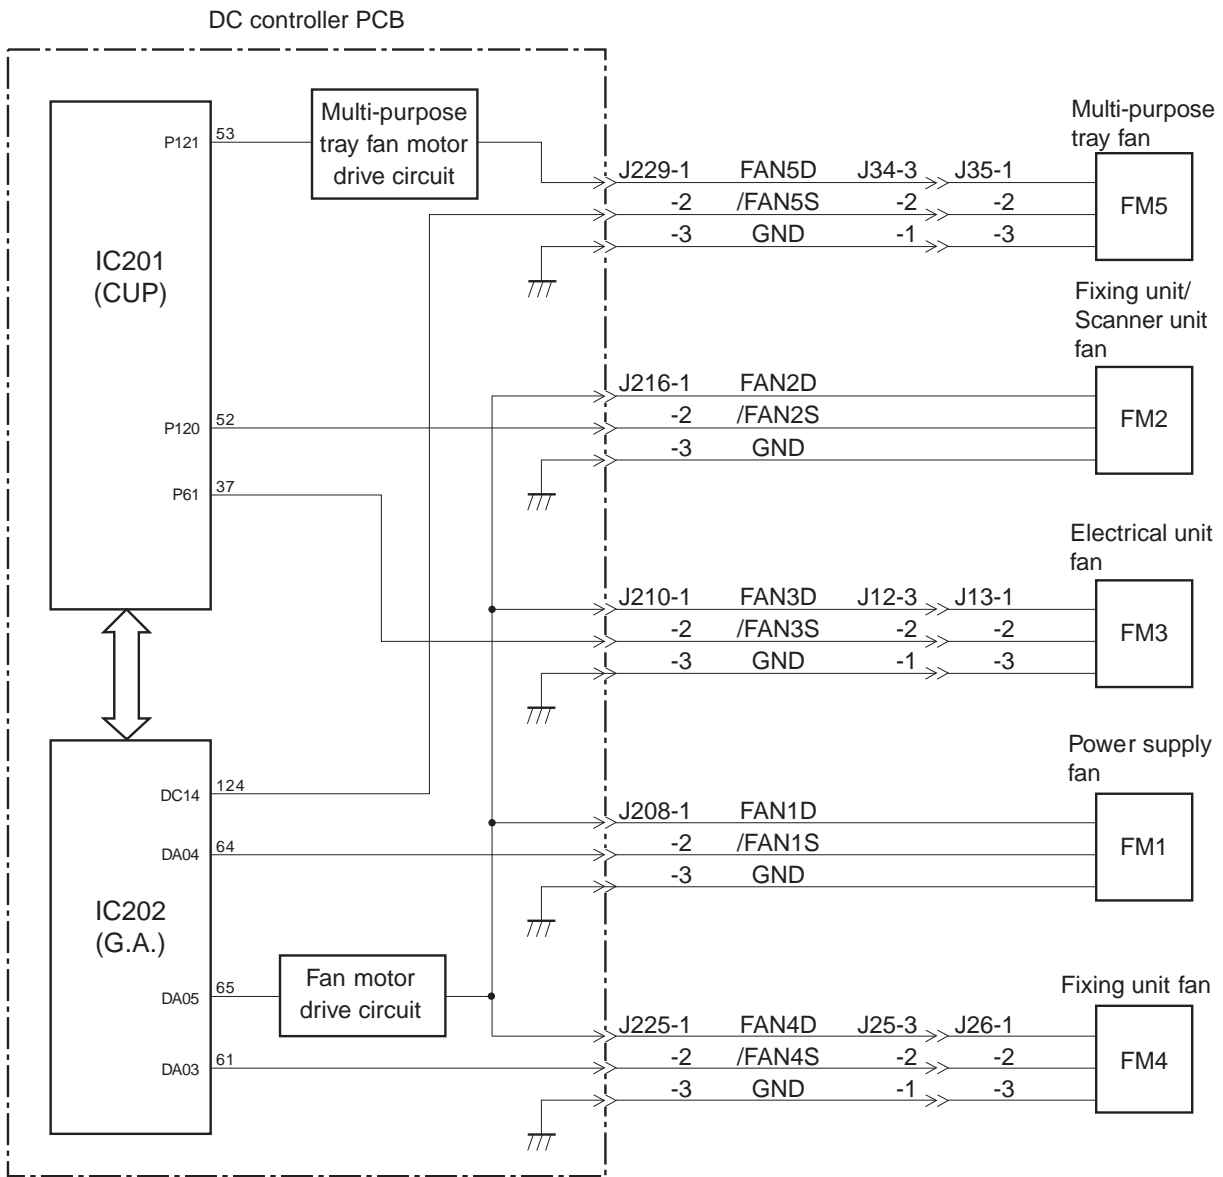 DC controller PCB
P121 53
Multi-purpose
tray fan motor
drive circuit
IC201
(CUP)
P120 52
P61 37
DC14 124
DA04 64
IC202
(G.A.)
DA05 65
Fan motor
drive circuit
DA03 61
Multi-purpose
tray fan
J229-1 FAN5D J34-3 J35-1
-2 /FAN5S -2 -2
-3 GND -1 -3
FM5
Fixing unit/
Scanner unit
fan
J216-1 FAN2D
-2 /FAN2S
-3 GND
FM2
Electrical unit
fan
J210-1 FAN3D J12-3 J13-1
-2 /FAN3S -2 -2
-3 GND -1 -3
FM3
Power supply
fan
J208-1 FAN1D
-2 /FAN1S
-3 GND
FM1
Fixing unit fan
J225-1 FAN4D J25-3 J26-1
-2 /FAN4S -2 -2
-3 GND -1 -3
FM4